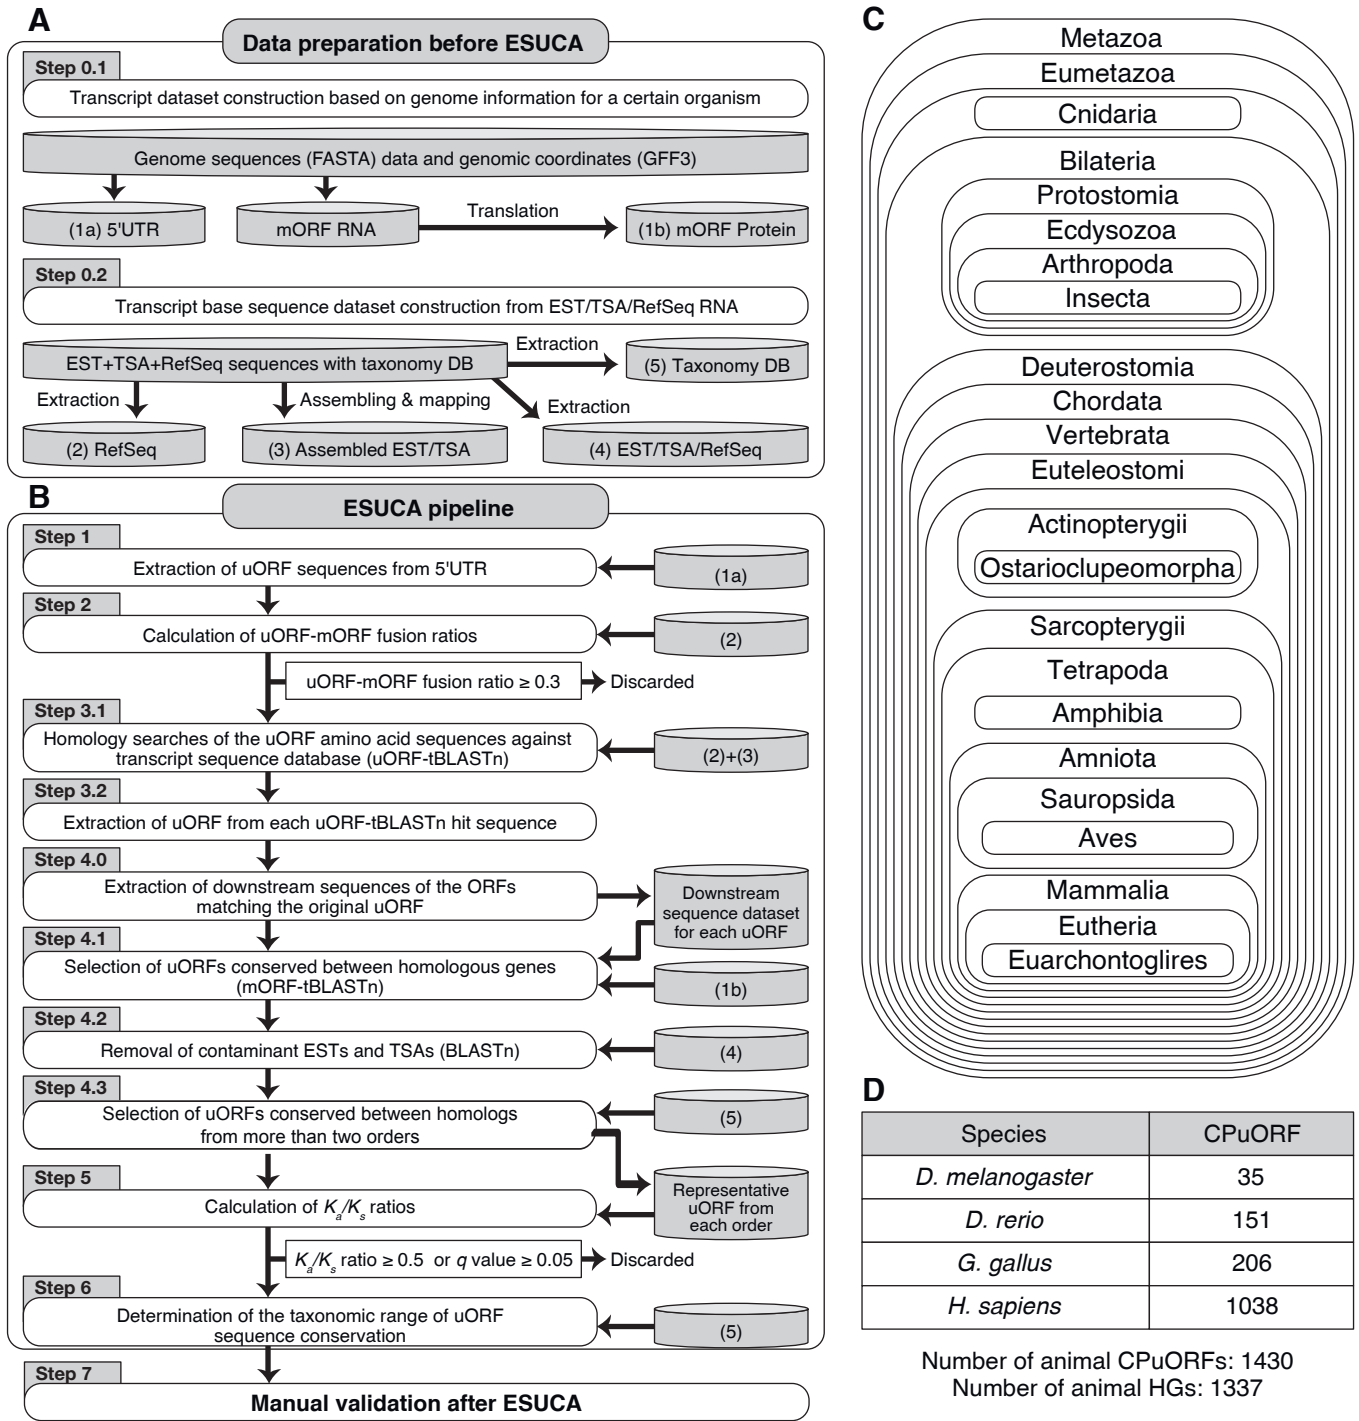 A
Data preparation before ESUCA
Step 0.1
Transcript dataset construction based on genome information for a certain organism
Genome sequences (FASTA) data and genomic coordinates (GFF3)
(1a) 5'UTR
mORF RNA
Translation
(1b) mORF Protein
Step 0.2
Transcript base sequence dataset construction from EST/TSA/RefSeq RNA
EST+TSA+RefSeq sequences with taxonomy DB
Extraction
(5) Taxonomy DB
Extraction
Assembling & mapping
Extraction
(2) RefSeq
(3) Assembled EST/TSA
(4) EST/TSA/RefSeq
B
ESUCA pipeline
Step 1
Extraction of uORF sequences from 5'UTR
(1a)
Step 2
Calculation of uORF-mORF fusion ratios
(2)
uORF-mORF fusion ratio ≥ 0.3
Discarded
Step 3.1
Homology searches of the uORF amino acid sequences against
transcript sequence database (uORF-tBLASTn)
(2)+(3)
Step 3.2
Extraction of uORF from each uORF-tBLASTn hit sequence
Step 4.0
Extraction of downstream sequences of the ORFs
matching the original uORF
Downstream
sequence dataset
for each uORF
Step 4.1
Selection of uORFs conserved between homologous genes
(mORF-tBLASTn)
(1b)
Step 4.2
Removal of contaminant ESTs and TSAs (BLASTn)
(4)
Step 4.3
Selection of uORFs conserved between homologs
from more than two orders
(5)
Step 5
Calculation of Ka/Ks ratios
Representative
uORF from
each order
Ka/Ks ratio ≥ 0.5 or q value ≥ 0.05
Discarded
Step 6
Determination of the taxonomic range of uORF
sequence conservation
(5)
Step 7
Manual validation after ESUCA
C
Metazoa
Eumetazoa
Cnidaria
Bilateria
Protostomia
Ecdysozoa
Arthropoda
Insecta
Deuterostomia
Chordata
Vertebrata
Euteleostomi
Actinopterygii
Ostarioclupeomorpha
Sarcopterygii
Tetrapoda
Amphibia
Amniota
Sauropsida
Aves
Mammalia
Eutheria
Euarchontoglires
D
Species CPuORF
D. melanogaster 35
D. rerio 151
G. gallus 206
H. sapiens 1038
Number of animal CPuORFs: 1430
Number of animal HGs: 1337